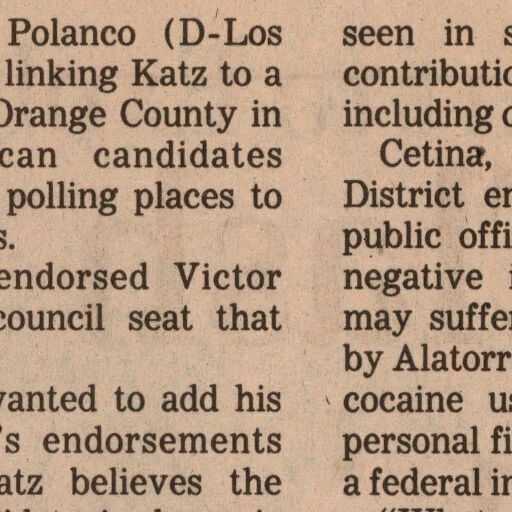 Polanco (D-Los
linking Katz to a
Orange County in
can candidates
polling places to
s.
endorsed Victor
council seat that
wanted to add his
's endorsements
atz believes the
seen in s
contributio
including c
Cetina,
District en
public offi
negative i
may suffer
by Alatorr
cocaine us
personal fi
a federal in